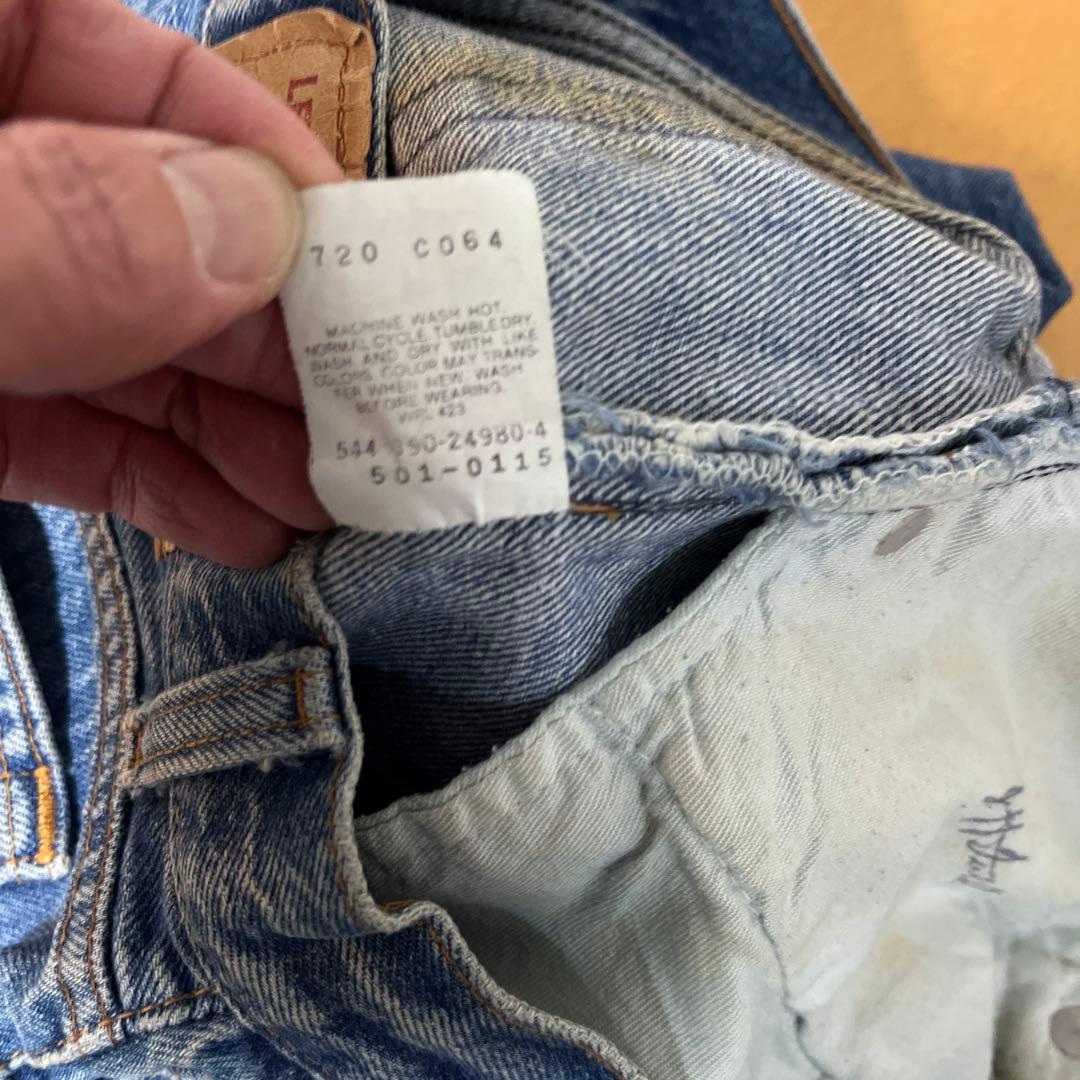 LE
720 C064
MACHINE WASH HOT,
NORMAL CYCLE, TUMBLE DRY.
WASH AND DRY WITH LIKE
COLORS. COLOR MAY TRANS-
FER WHEN NEW. WASH
BEFORE WEARING.
WPL 423
544 24980-4
501-0115